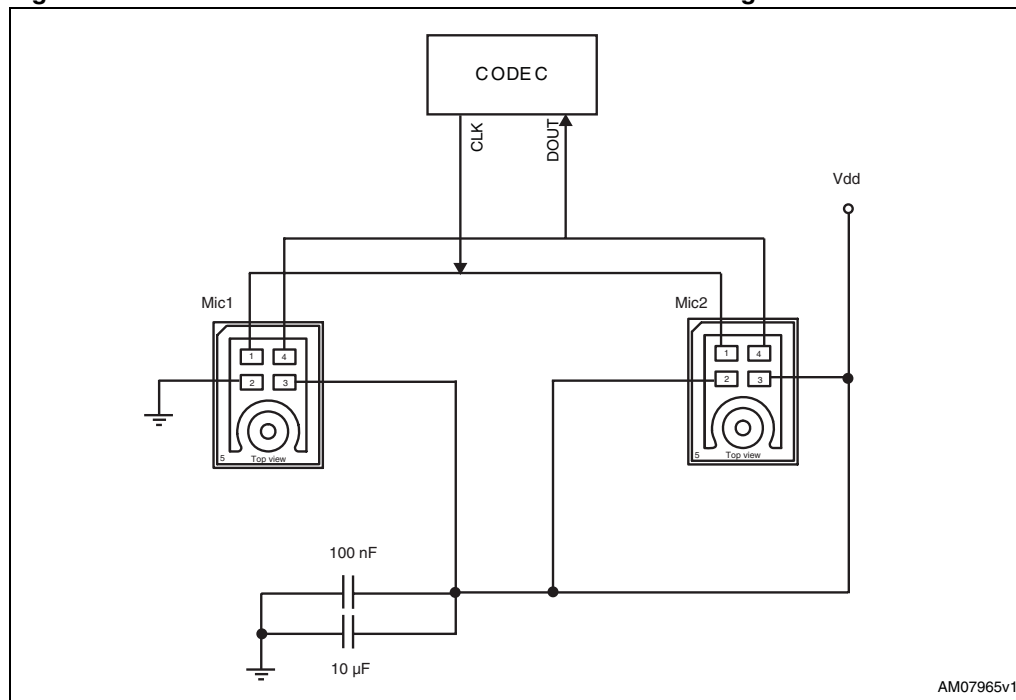 CODEC
CLK
DOUT
Vdd
Mic1
Mic2
1 4
2 3
5 Top view
1 4
2 3
5 Top view
100 nF
10 µF
AM07965v1